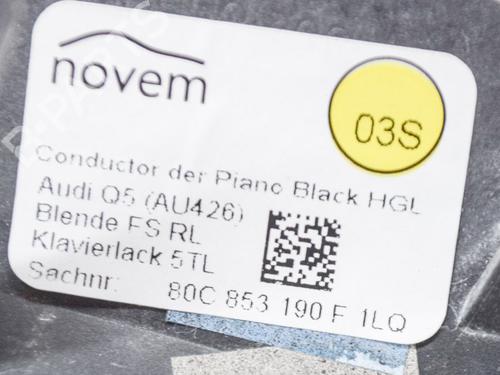 novem
03S
Conductor der Piano Black HGL
Audi Q5 (AU426)
Blende FS RL
Klavierlack 5TL
Sachnr: 80C 853 190 F 1LQ